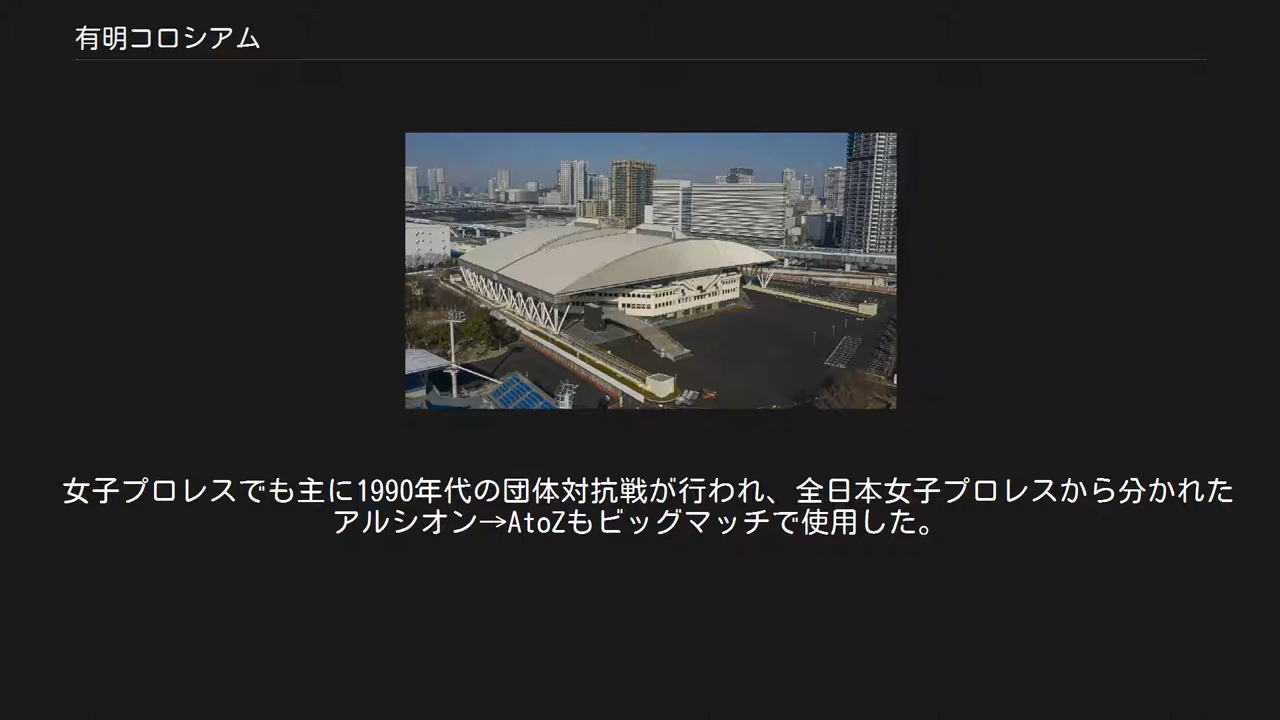 有明コロシアム
女子プロレスでも主に1990年代の団体対抗戦が行われ、全日本女子プロレスから分かれた
アルシオン→AtoZもビッグマッチで使用した。